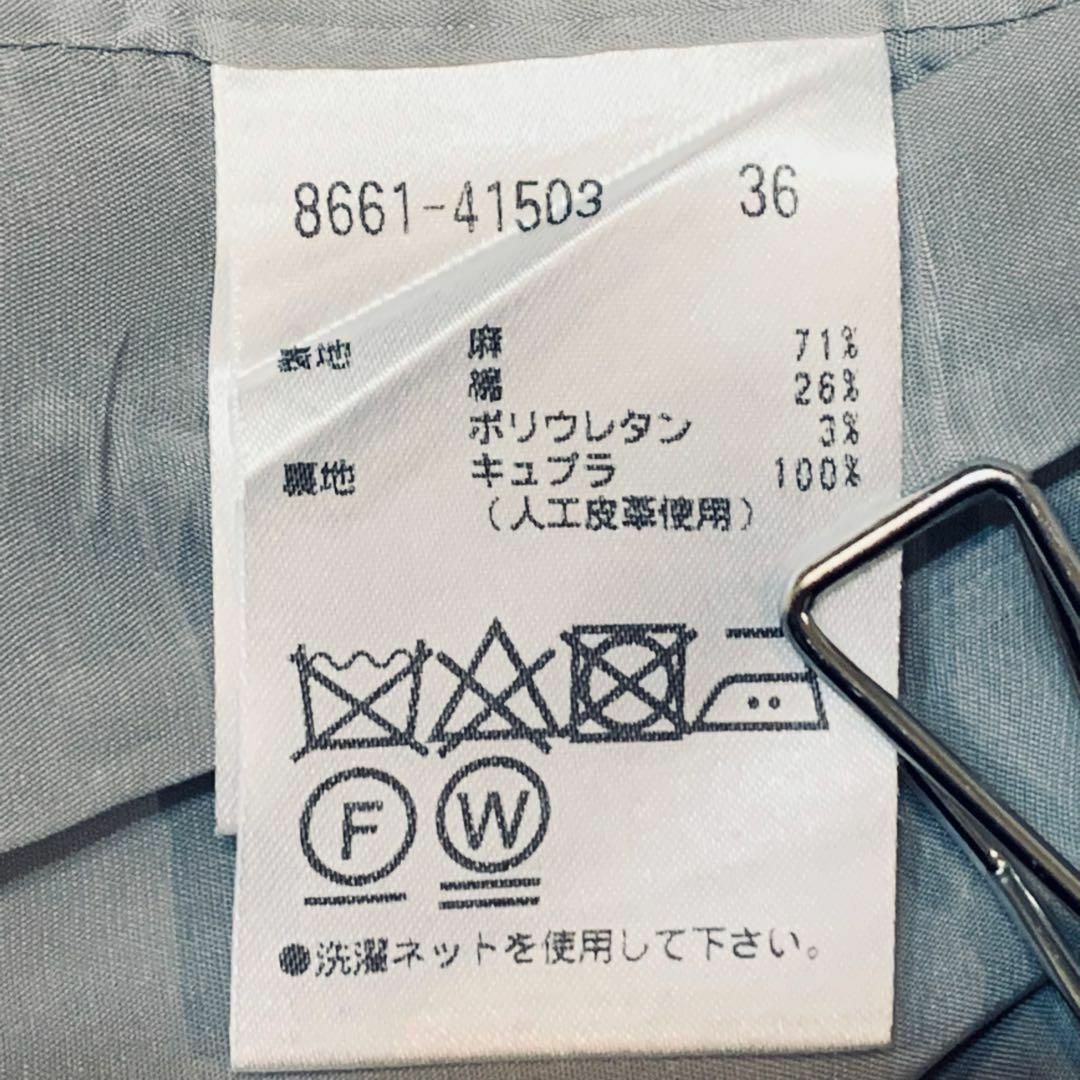 8661-41503 36
表地 麻 71%
綿 26%
ポリウレタン 3%
裏地 キュプラ 100%
(人工皮革使用)
F W
●洗濯ネットを使用して下さい。